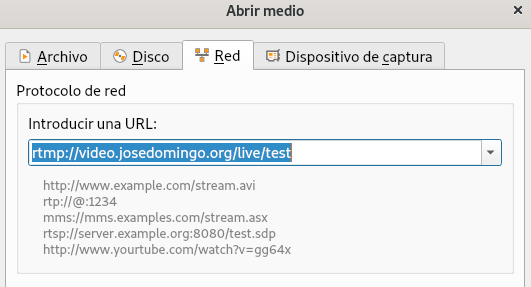 Abrir medio
Archivo
Disco
Red
Dispositivo de captura
Protocolo de red
Introducir una URL:
rtmp://video.josedomingo.org/live/test
http://www.example.com/stream.avi
rtp://@:1234
mms://mms.examples.com/stream.asx
rtsp://server.example.org:8080/test.sdp
http://www.yourtube.com/watch?v=gg64x